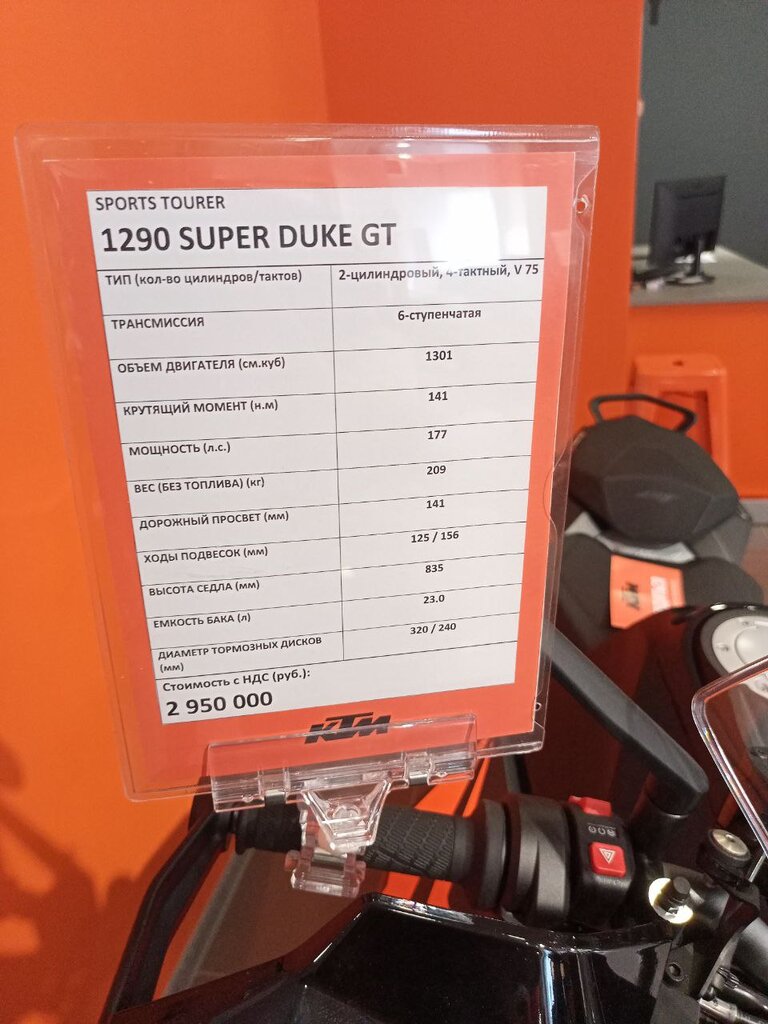 SPORTS TOURER
1290 SUPER DUKE GT
ТИП (кол-во цилиндров/тактов) 2-цилиндровый, 4-тактный, V 75
ТРАНСМИССИЯ 6-ступенчатая
ОБЪЕМ ДВИГАТЕЛЯ (см.куб) 1301
КРУТЯЩИЙ МОМЕНТ (н.м) 141
МОЩНОСТЬ (л.с.) 177
ВЕС (БЕЗ ТОПЛИВА) (кг) 209
ДОРОЖНЫЙ ПРОСВЕТ (мм) 141
ХОДЫ ПОДВЕСОК (мм) 125 / 156
ВЫСОТА СЕДЛА (мм) 835
ЕМКОСТЬ БАКА (л) 23.0
ДИАМЕТР ТОРМОЗНЫХ ДИСКОВ 320 / 240
(мм)
Стоимость с НДС (руб.):
2 950 000
KTM
KTM